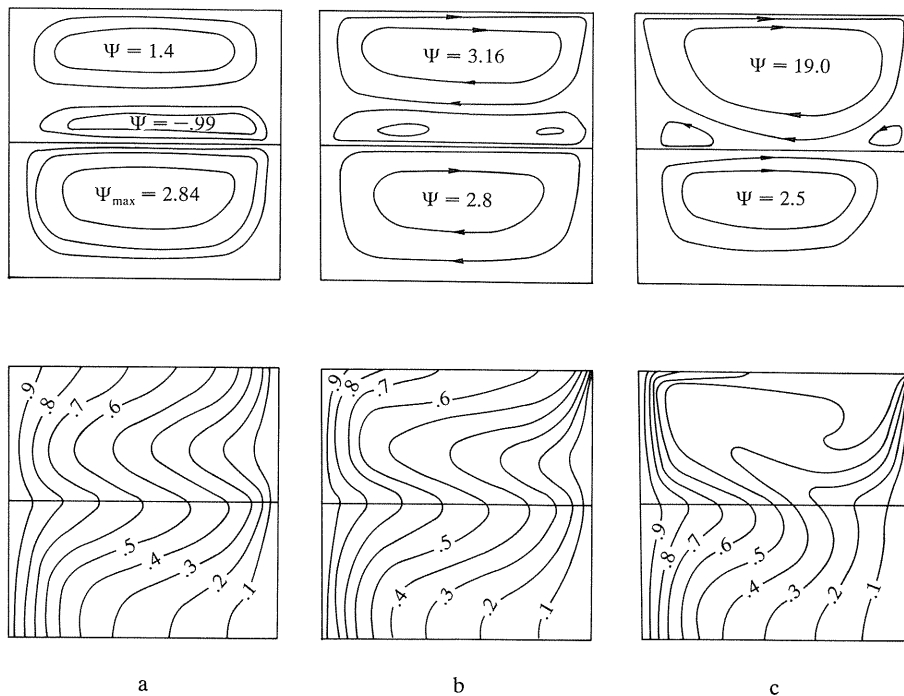 Ψ = 1.4
Ψ = −.99
Ψmax = 2.84
Ψ = 3.16
Ψ = 2.8
Ψ = 19.0
Ψ = 2.5
.9
.8
.7
.6
.5
.4
.3
.2
.1
.9
.8
.7
.6
.5
.4
.3
.2
.1
.9
.8
.7
.6
.5
.4
.3
.2
.1
a
b
c